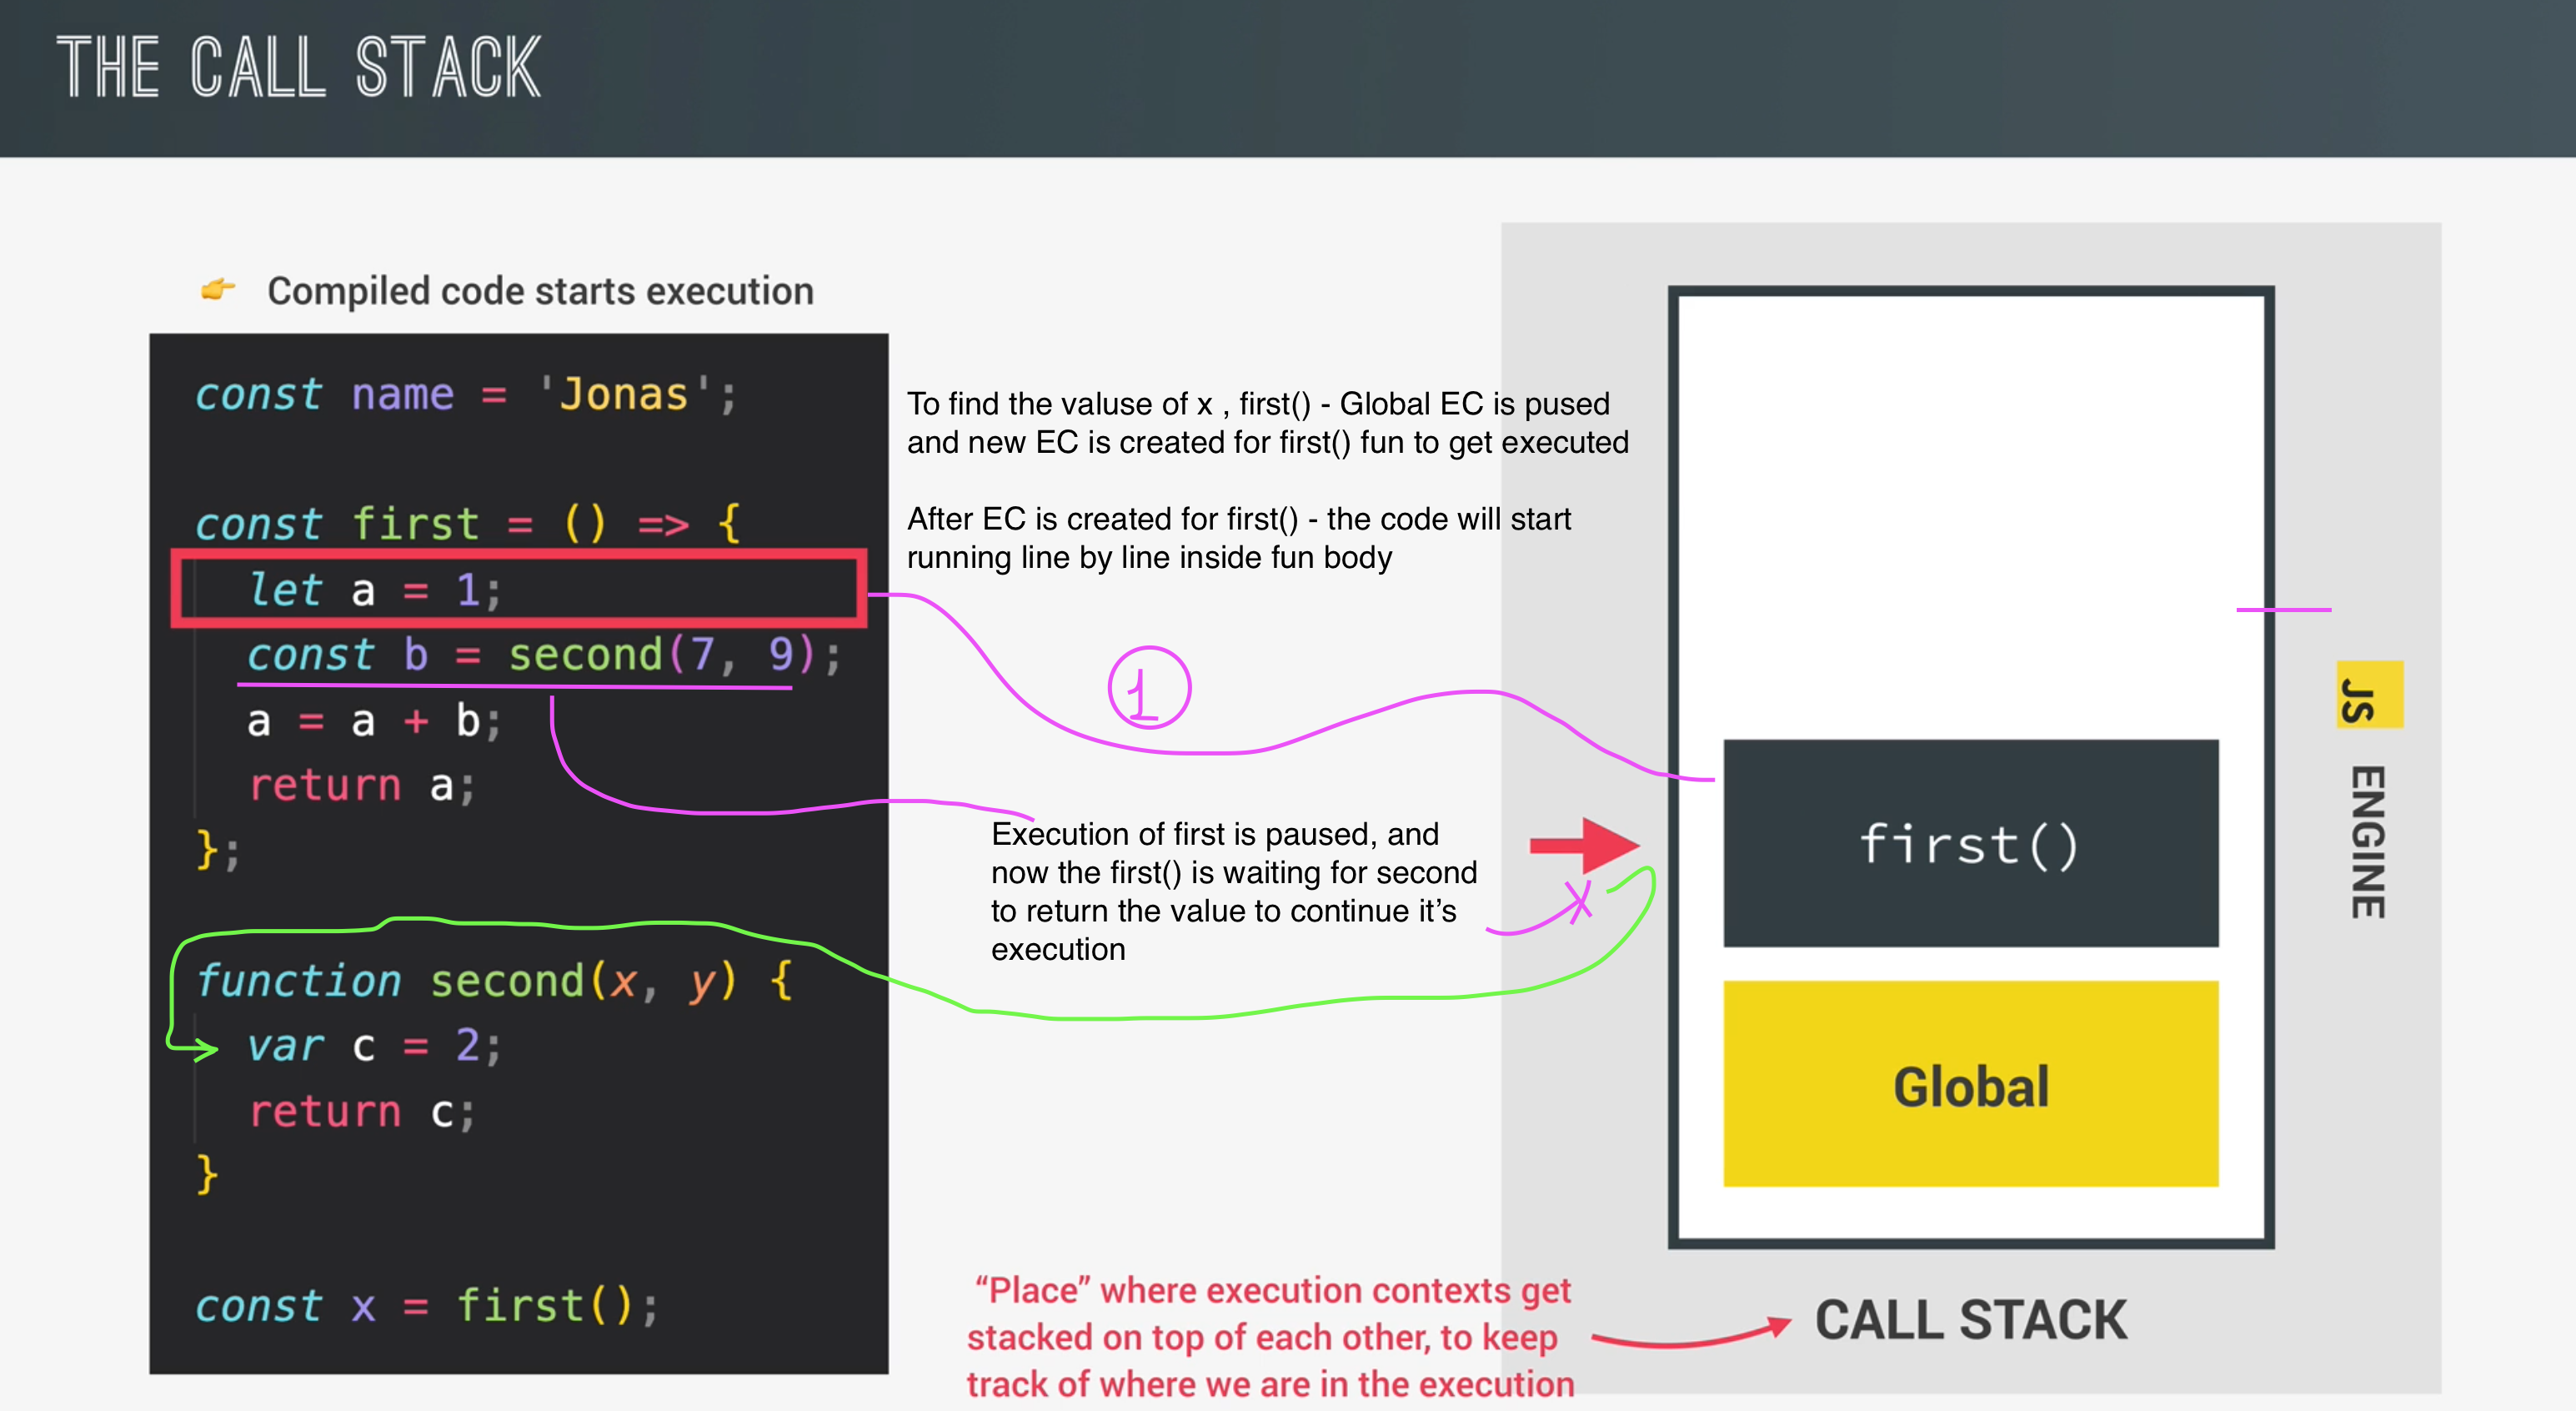 THE CALL STACK
Compiled code starts execution
const name = 'Jonas';
const first = () => {
let a = 1;
const b = second(7, 9);
a = a + b;
return a;
};
function second(x, y) {
var c = 2;
return c;
}
const x = first();
To find the valuse of x , first() - Global EC is pused
and new EC is created for first() fun to get executed
After EC is created for first() - the code will start
running line by line inside fun body
1
Execution of first is paused, and
now the first() is waiting for second
to return the value to continue it’s
execution
“Place” where execution contexts get
stacked on top of each other, to keep
track of where we are in the execution
first()
Global
CALL STACK
JS ENGINE